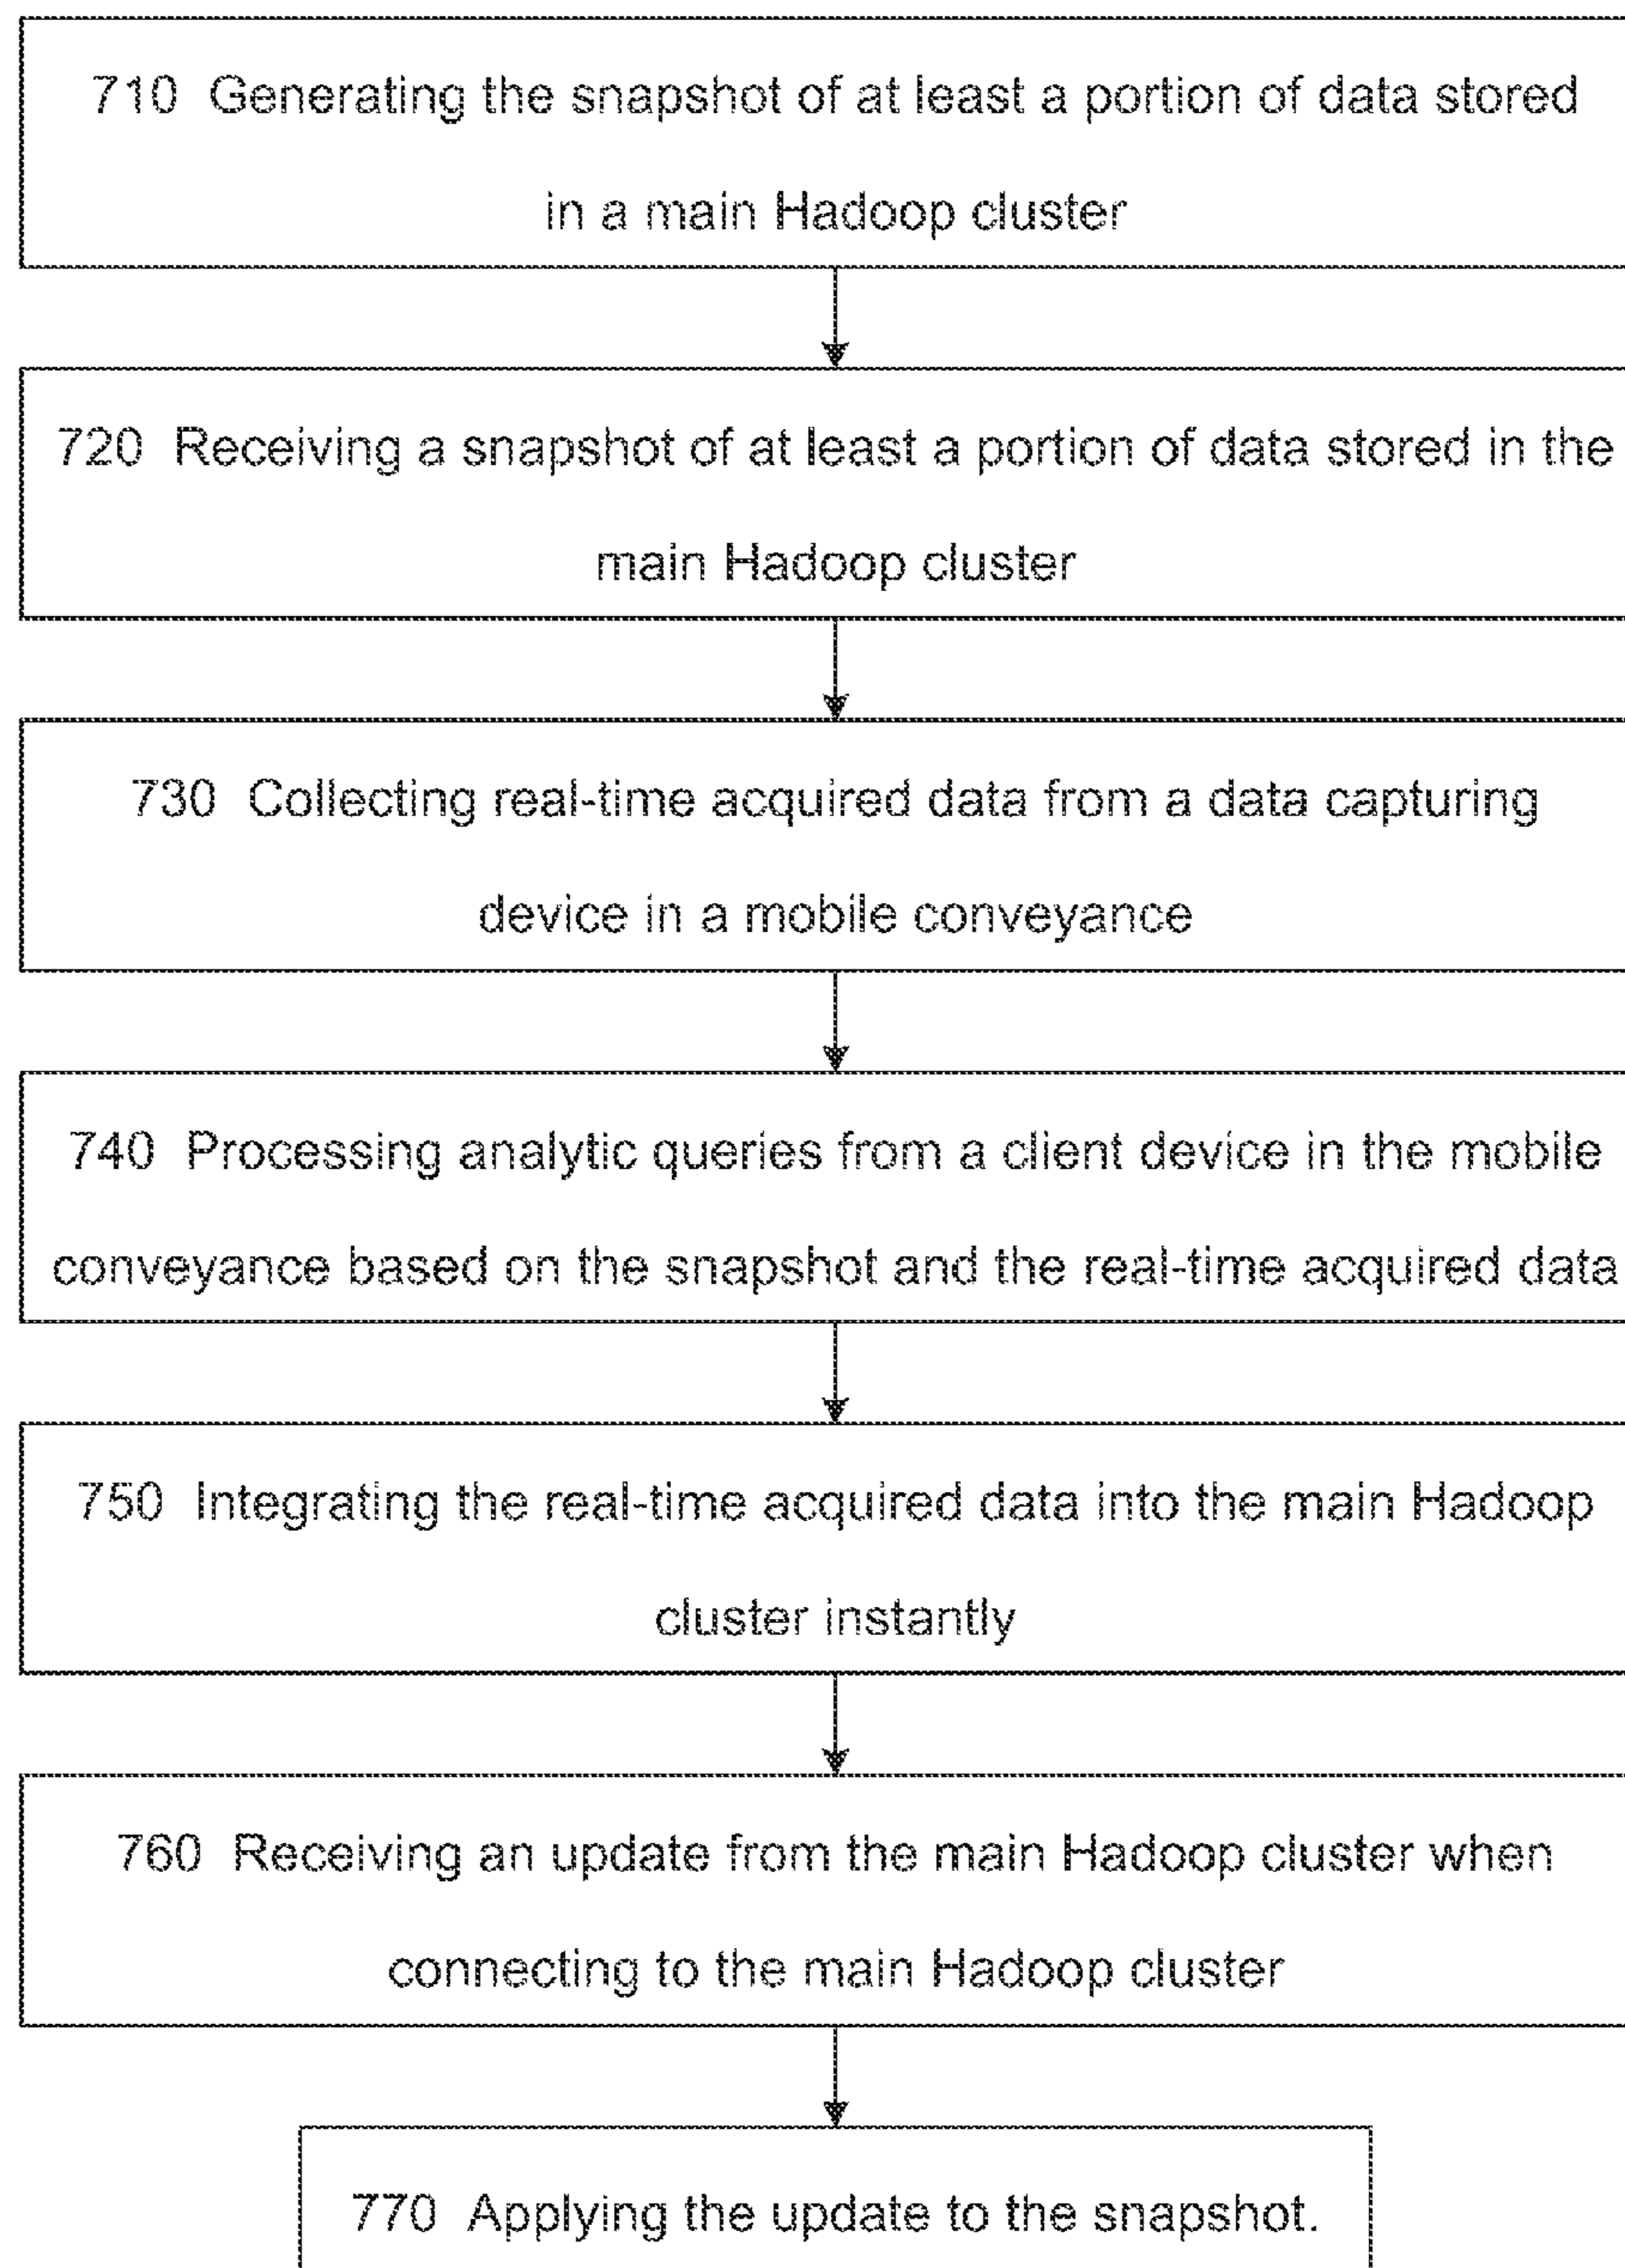 710 Generating the snapshot of at least a portion of data stored
in a main Hadoop cluster
720 Receiving a snapshot of at least a portion of data stored in the
main Hadoop cluster
730 Collecting real-time acquired data from a data capturing
device in a mobile conveyance
740 Processing analytic queries from a client device in the mobile
conveyance based on the snapshot and the real-time acquired data
750 Integrating the real-time acquired data into the main Hadoop
cluster instantly
760 Receiving an update from the main Hadoop cluster when
connecting to the main Hadoop cluster
770 Applying the update to the snapshot.